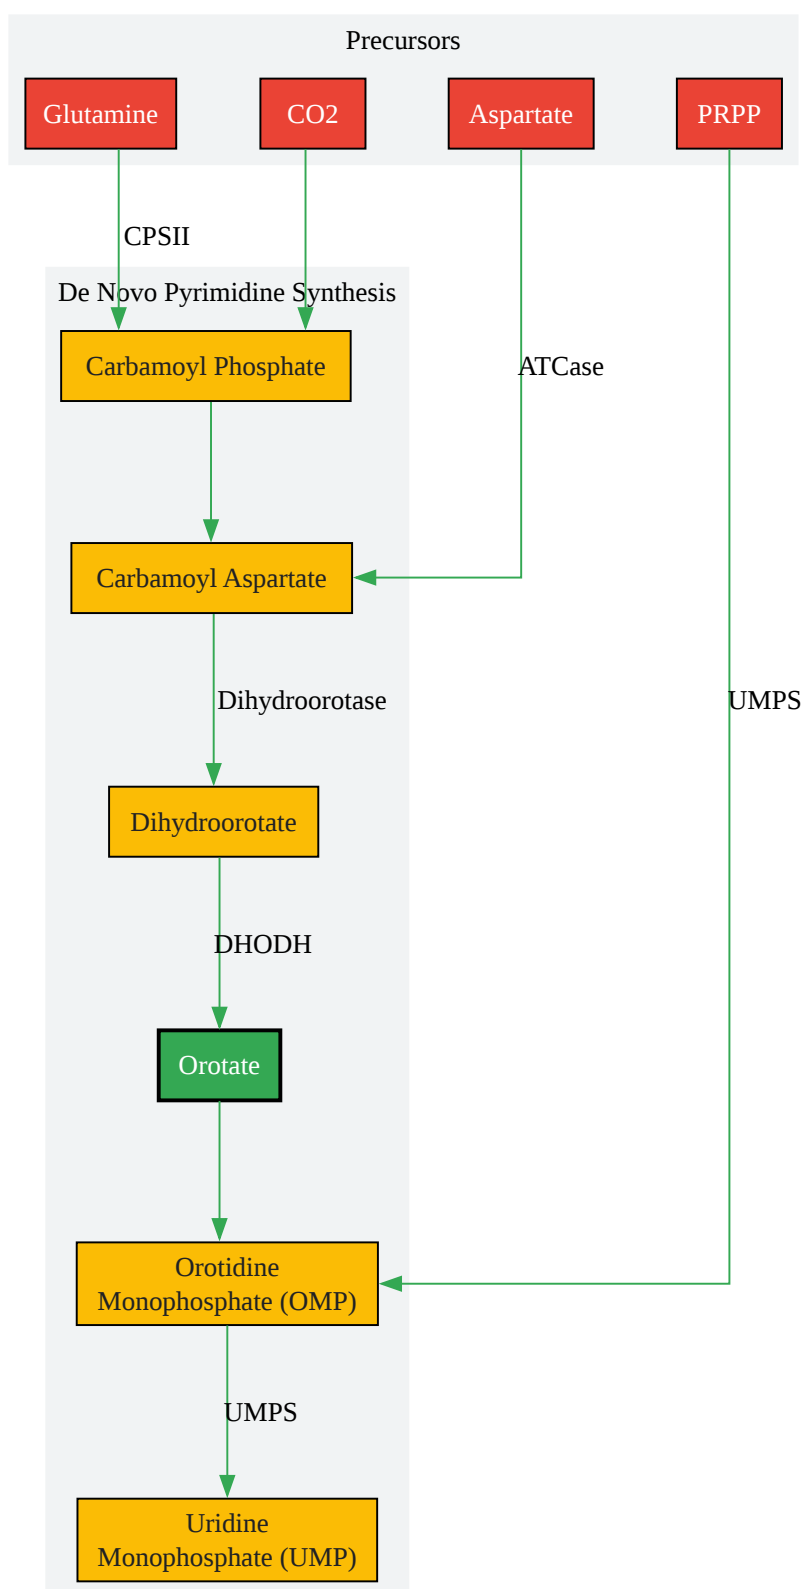 Precursors
Glutamine
CO2
Aspartate
PRPP
CPSII
De Novo Pyrimidine Synthesis
Carbamoyl Phosphate
ATCase
Carbamoyl Aspartate
Dihydroorotase
UMPS
Dihydroorotate
DHODH
Orotate
Orotidine
Monophosphate (OMP)
UMPS
Uridine
Monophosphate (UMP)